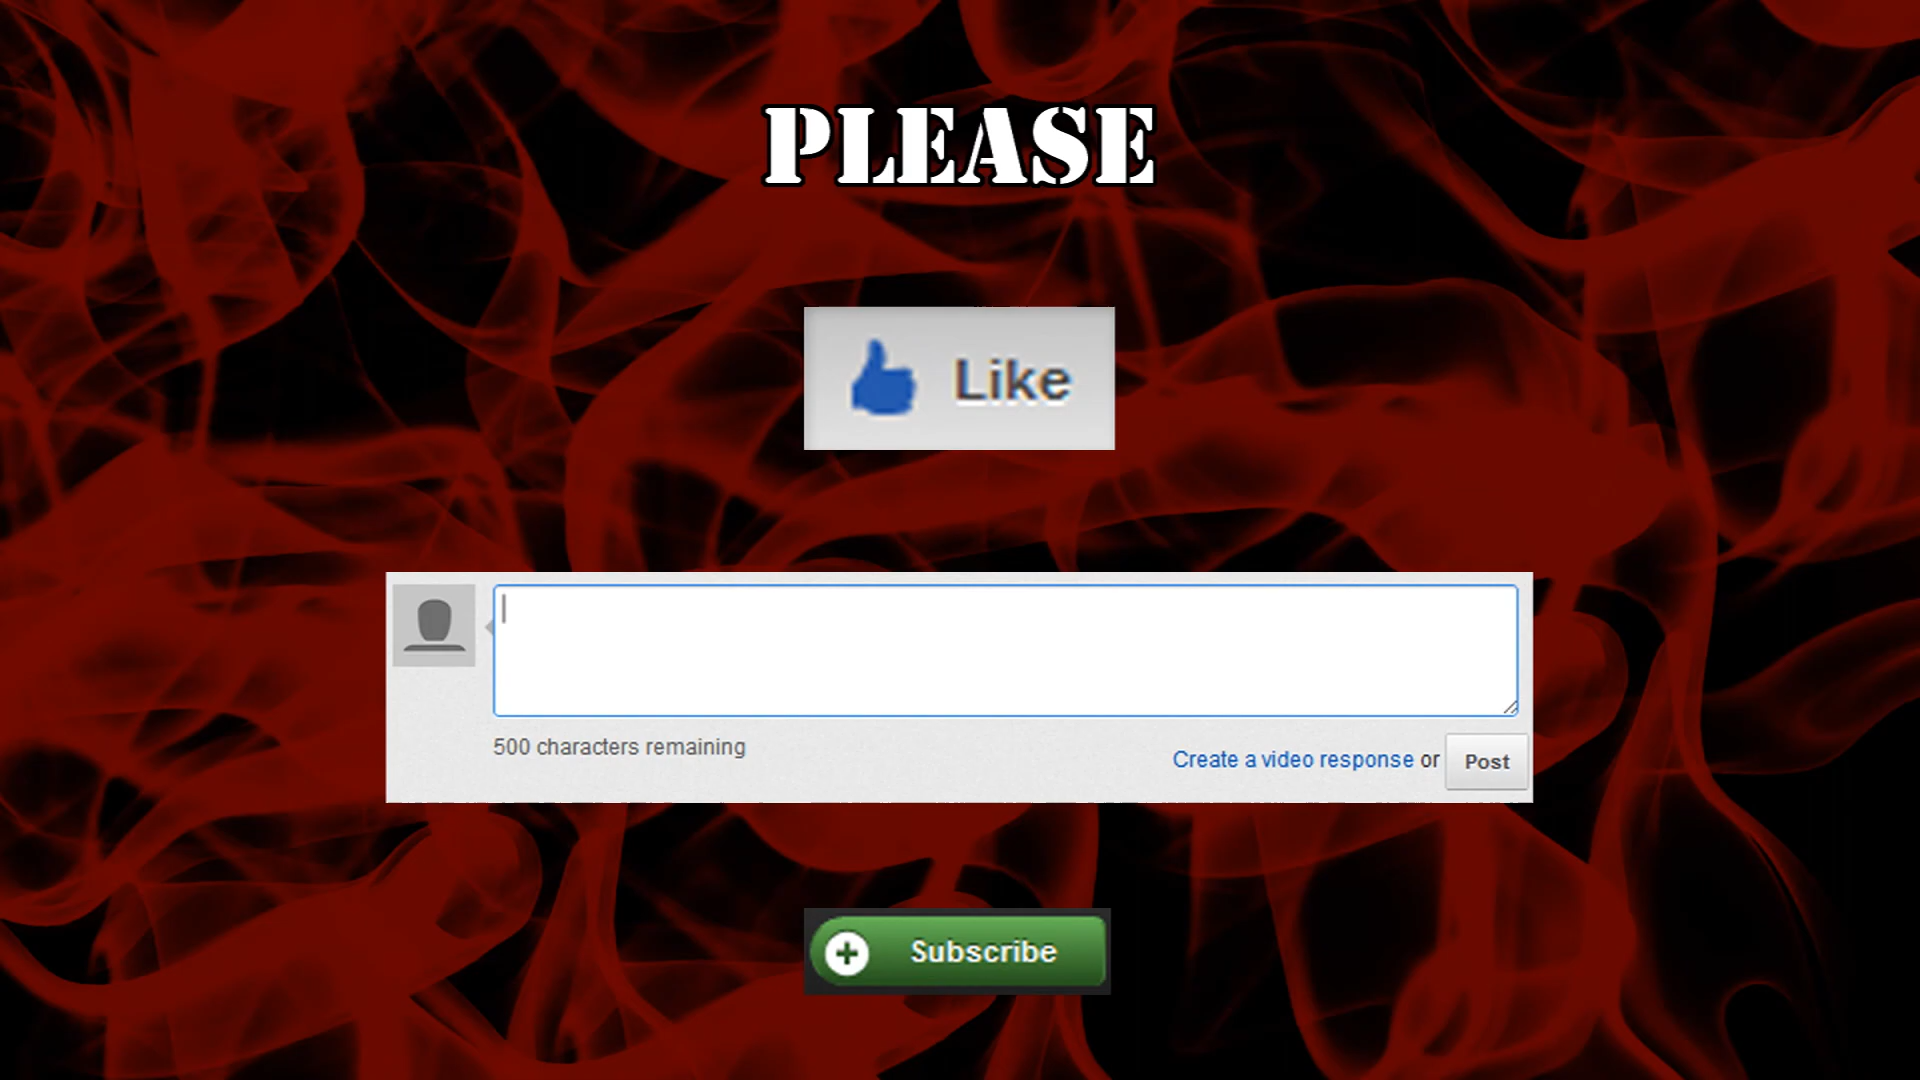 PLEASE
Like
500 characters remaining
Create a video response or Post
Subscribe